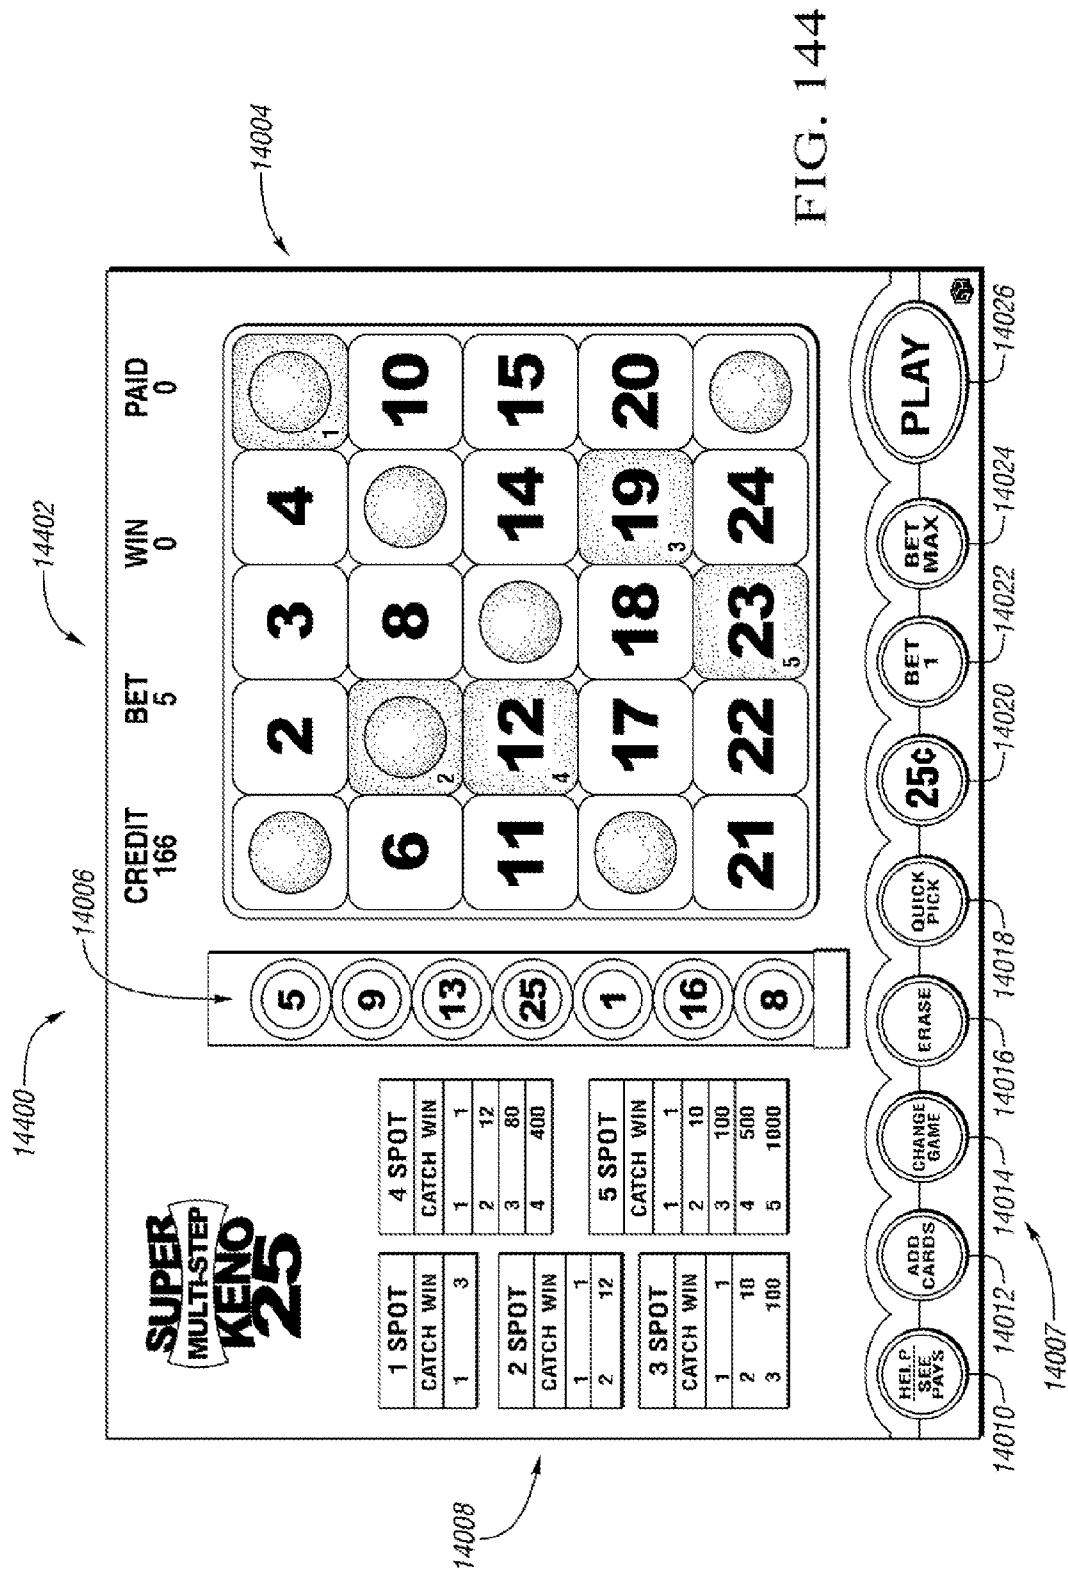 14400
14402
14006
14004
SUPER
MULTI-STEP
KENO
25
CREDIT BET WIN PAID
166 5 0 0
1 SPOT
CATCH WIN
1 3
2 SPOT
CATCH WIN
1 1
2 12
3 SPOT
CATCH WIN
1 1
2 10
3 100
4 SPOT
CATCH WIN
1 1
2 12
3 80
4 400
5 SPOT
CATCH WIN
1 1
2 10
3 100
4 500
5 1000
5
9
13
25
1
16
8
2 3 4 1
6 2 8 10
11 12 4 14 15
17 18 19 3 20
21 22 23 5 24
HELP
SEE
PAYS
ADD
CARDS
CHANGE
GAME
ERASE
QUICK
PICK
25¢
BET
1
BET
MAX
PLAY
14008
14010 14012 14014 14016 14018 14020 14022 14024 14026
14007
FIG. 144